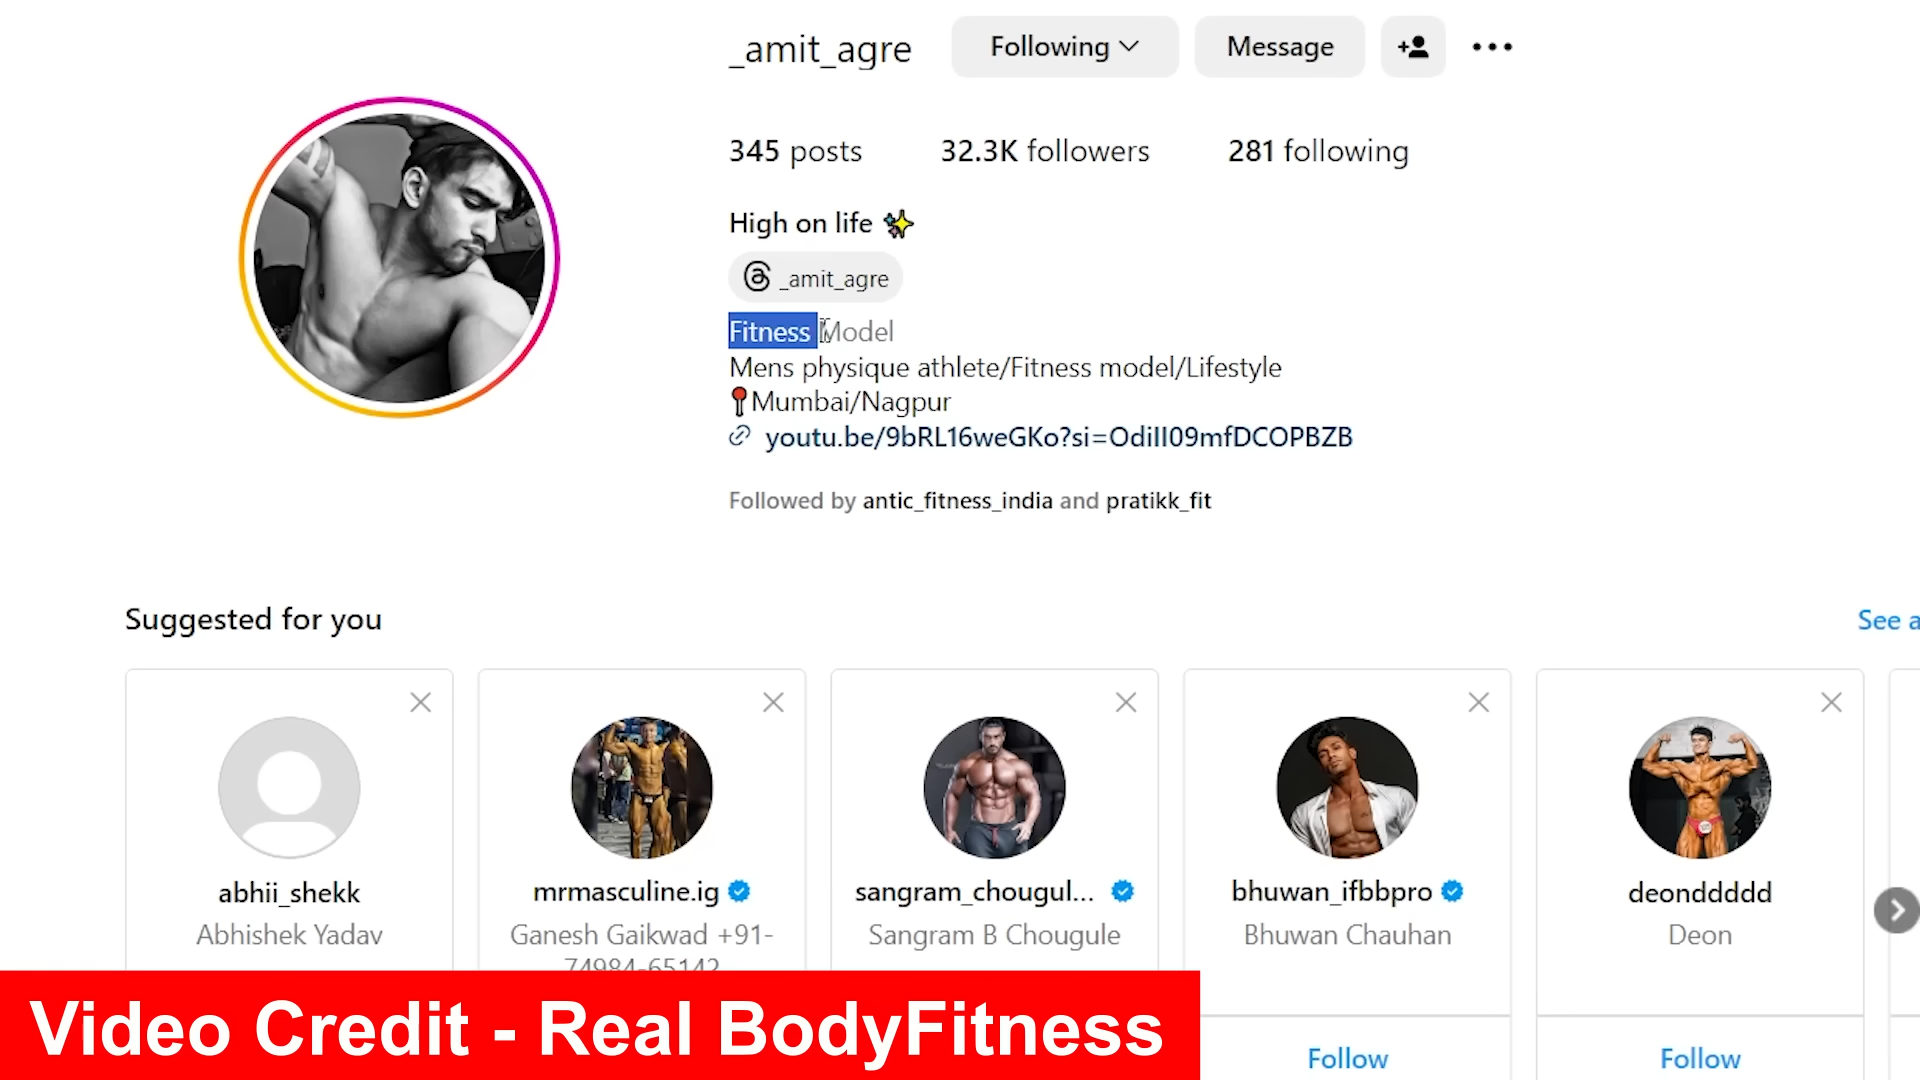 _amit_agre
Following
Message
345 posts
32.3K followers
281 following
High on life ✨
_amit_agre
Fitness Model
Mens physique athlete/Fitness model/Lifestyle
📍Mumbai/Nagpur
youtu.be/9bRL16weGKo?si=OdiII09mfDCOPBZB
Followed by antic_fitness_india and pratikk_fit
Suggested for you
See a
abhii_shekk
Abhishek Yadav
mrmasculine.ig
Ganesh Gaikwad +91-
74984-65142
sangram_chougul...
Sangram B Chougule
bhuwan_ifbbpro
Bhuwan Chauhan
Follow
deonddddd
Deon
Follow
Video Credit - Real BodyFitness